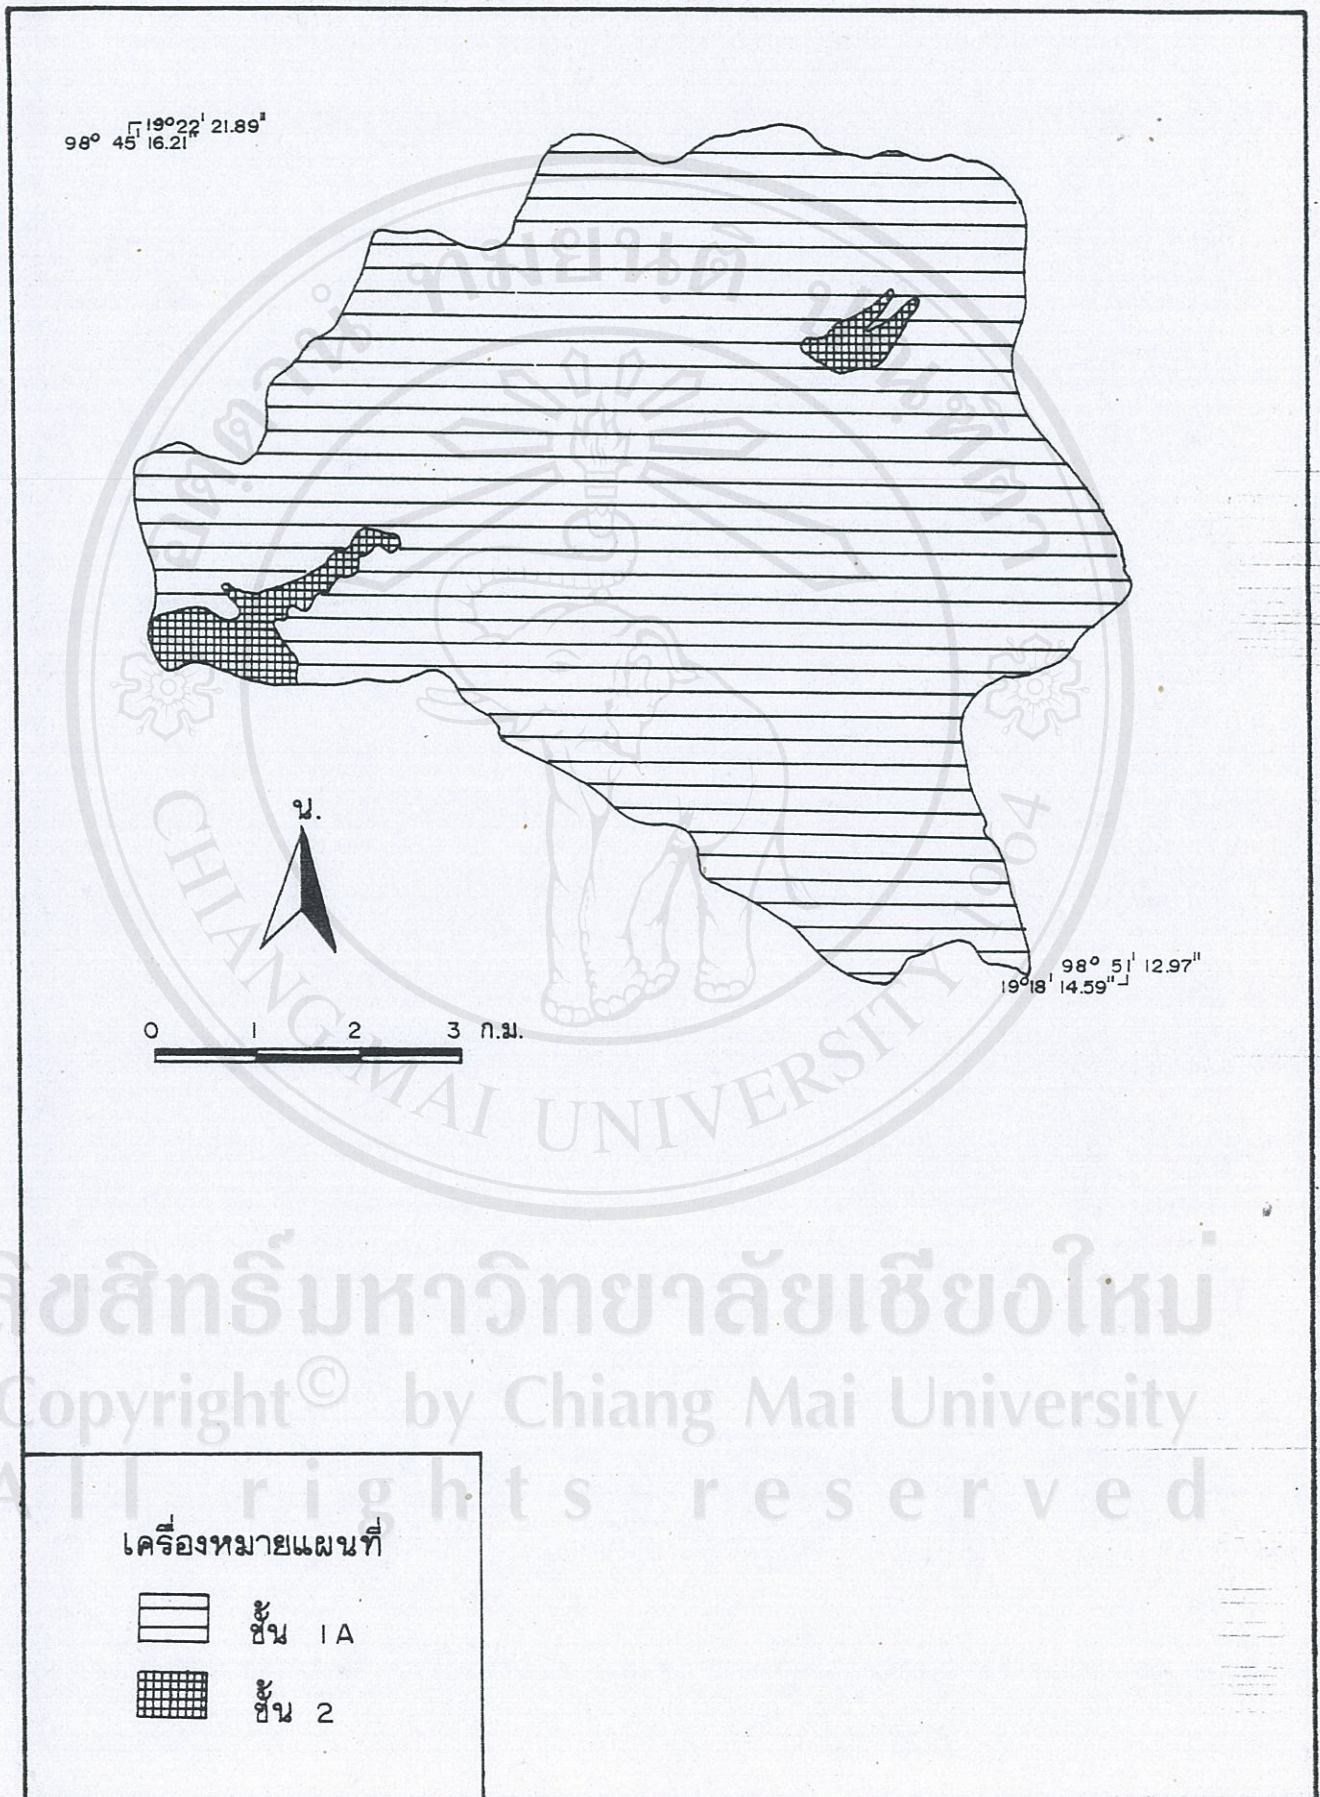 19° 22' 21.89"
98° 45' 16.21"
น.
98° 51' 12.97"
19° 18' 14.59"
0 1 2 3 ก.ม.
CHIANG MAI UNIVERSITY 1964
ลิขสิทธิ์มหาวิทยาลัยเชียงใหม่
Copyright© by Chiang Mai University
All rights reserved
เครื่องหมายแผนที่
ชั้น 1A
ชั้น 2